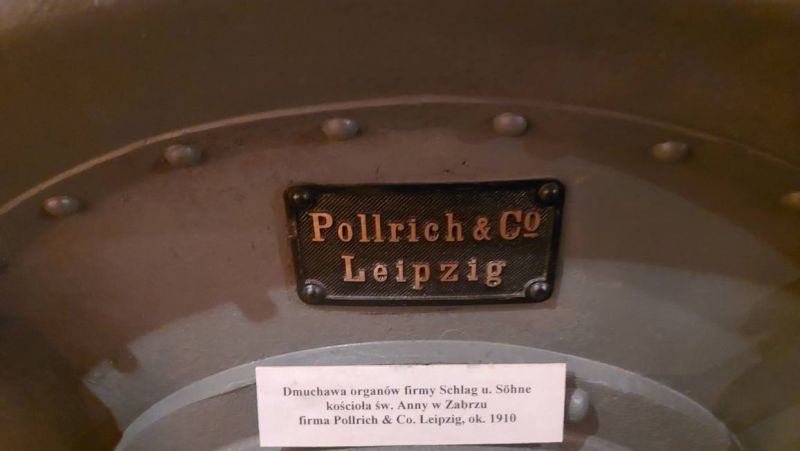 Pollrich & Co
Leipzig
Dmuchawa organów firmy Schlag u. Söhne
kościoła św. Anny w Zabrzu
firma Pollrich & Co. Leipzig, ok. 1910